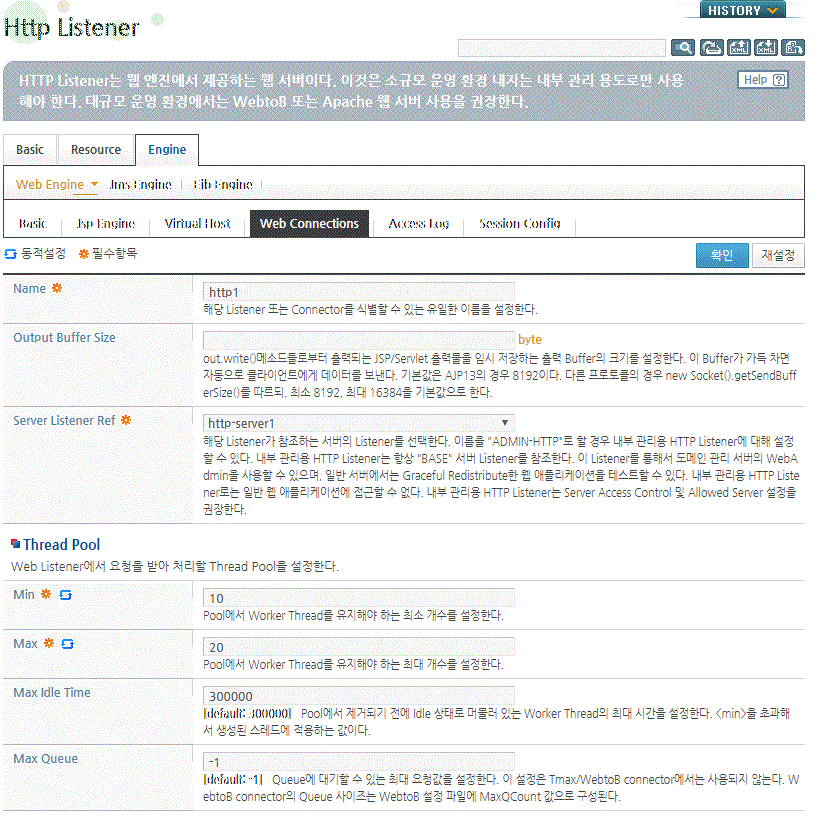 HISTORY
Http Listener
HTTP Listener는 웹 엔진에서 제공하는 웹 서버이다. 이것은 소규모 운영 환경 내지는 내부 관리 용도로만 사용
해야 한다. 대규모 운영 환경에서는 WebtoB 또는 Apache 웹 서버 사용을 권장한다.
Help ?
Basic Resource Engine
Web Engine Jms Engine Ejb Engine
Basic Jsp Engine Virtual Host Web Connections Access Log Session Config
동적설정 필수항목 확인 재설정
Name http1
해당 Listener 또는 Connector를 식별할 수 있는 유일한 이름을 설정한다.
Output Buffer Size byte
out.write()메소드들로부터 출력되는 JSP/Servlet 출력물을 임시 저장하는 출력 Buffer의 크기를 설정한다. 이 Buffer가 가득 차면
자동으로 클라이언트에게 데이터를 보낸다. 기본값은 AJP13의 경우 8192이다. 다른 프로토콜의 경우 new Socket().getSendBuff
erSize()를 따르되, 최소 8192, 최대 16384을 기본값으로 한다.
Server Listener Ref http-server1
해당 Listener가 참조하는 서버의 Listener를 선택한다. 이름을 "ADMIN-HTTP"로 할 경우 내부 관리용 HTTP Listener에 대해 설정
할 수 있다. 내부 관리용 HTTP Listener는 항상 "BASE" 서버 Listener를 참조한다. 이 Listener를 통해서 도메인 관리 서버의 WebA
dmin을 사용할 수 있으며, 일반 서버에서는 Graceful Redistribute한 웹 애플리케이션을 테스트할 수 있다. 내부 관리용 HTTP Liste
ner로는 일반 웹 애플리케이션에 접근할 수 없다. 내부 관리용 HTTP Listener는 Server Access Control 및 Allowed Server 설정을
권장한다.
Thread Pool
Web Listener에서 요청을 받아 처리할 Thread Pool을 설정한다.
Min 10
Pool에서 Worker Thread를 유지해야 하는 최소 개수를 설정한다.
Max 20
Pool에서 Worker Thread를 유지해야 하는 최대 개수를 설정한다.
Max Idle Time 300000
[default: 300000] Pool에서 제거되기 전에 Idle 상태로 머물러 있는 Worker Thread의 최대 시간을 설정한다. <min>을 초과해
서 생성된 스레드에 적용하는 값이다.
Max Queue -1
[default: -1] Queue에 대기할 수 있는 최대 요청값을 설정한다. 이 설정은 Tmax/WebtoB connector에서는 사용되지 않는다. W
ebtoB connector의 Queue 사이즈는 WebtoB 설정 파일에 MaxQCount 값으로 구성된다.